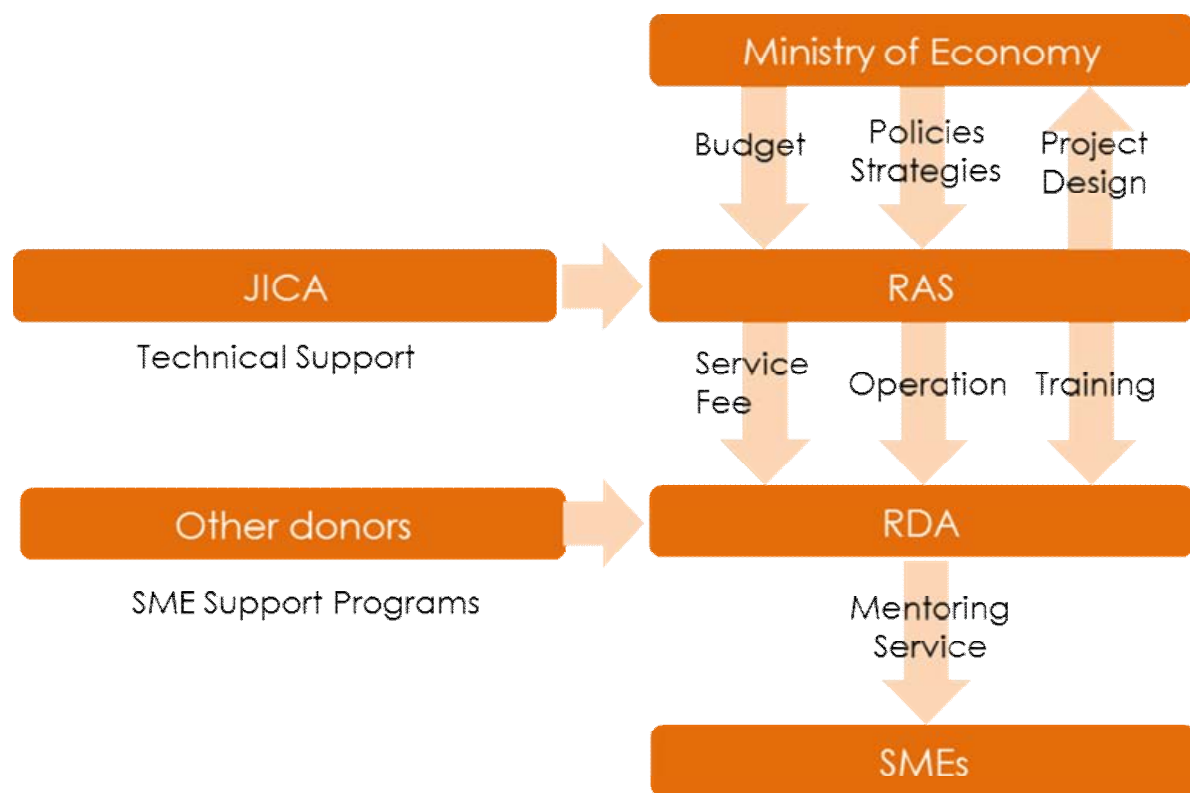 Ministry of Economy
Budget
Policies
Strategies
Project
Design
JICA
RAS
Technical Support
Service
Fee
Operation
Training
Other donors
RDA
SME Support Programs
Mentoring
Service
SMEs